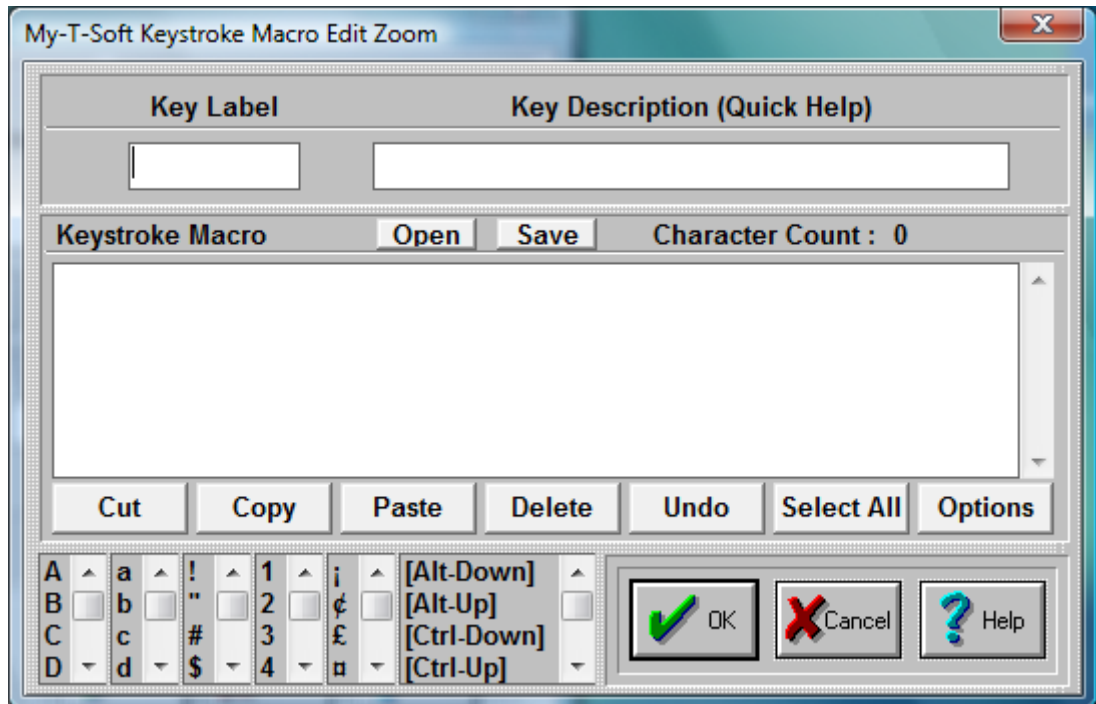 My-T-Soft Keystroke Macro Edit Zoom
Key Label Key Description (Quick Help)
Keystroke Macro Open Save Character Count : 0
Cut Copy Paste Delete Undo Select All Options
A a ! 1 ¡ [Alt-Down]
B b " 2 ¢ [Alt-Up]
C c # 3 £ [Ctrl-Down]
D d $ 4 ¤ [Ctrl-Up]
OK Cancel Help